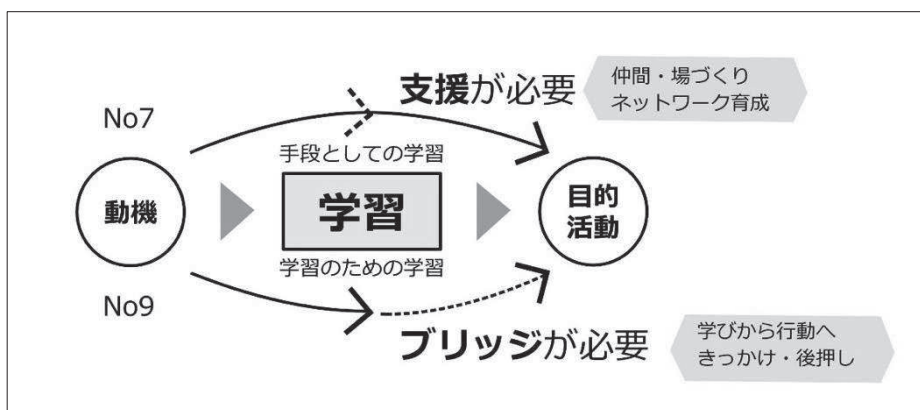 支援が必要
仲間・場づくり
ネットワーク育成
No7
手段としての学習
動機
学習
目的
活動
学習のための学習
No9
ブリッジが必要
学びから行動へ
きっかけ・後押し